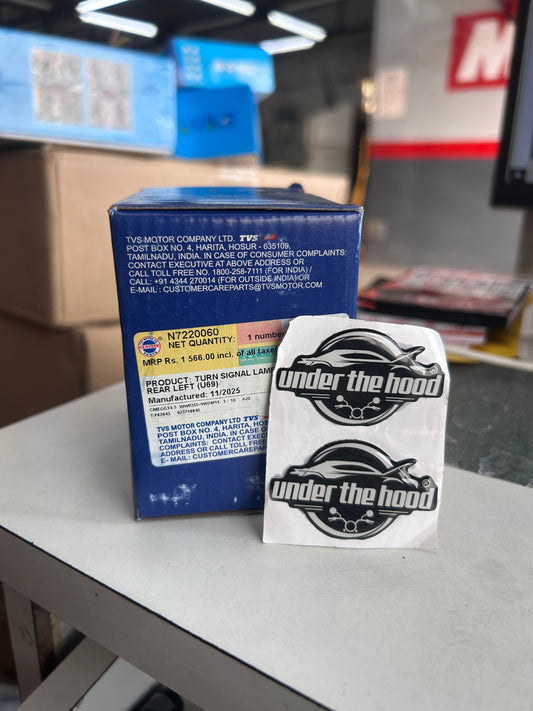 TVS MOTOR COMPANY LTD. TVS
POST BOX NO. 4, HARITA, HOSUR - 635109,
TAMILNADU, INDIA. IN CASE OF CONSUMER COMPLAINTS:
CONTACT EXECUTIVE AT ABOVE ADDRESS OR
CALL TOLL FREE NO. 1800-258-7111 (FOR INDIA) /
CALL: +91 4344 270014 (FOR OUTSIDE INDIA) OR
E-MAIL : CUSTOMERCAREPARTS@TVSMOTOR.COM
N7220060
NET QUANTITY: 1 number
MRP Rs. 1 566.00 incl. of all taxes
PRODUCT: TURN SIGNAL LAMP
REAR LEFT (U69)
Manufactured: 11/2025
TVS MOTOR COMPANY LTD. TVS
POST BOX NO. 4, HARITA, HOS
TAMILNADU, INDIA. IN CASE OF
COMPLAINTS: CONTACT EXEC
ADDRESS OR CALL TOLL FREE
E-MAIL: CUSTOMERCAREPAR
under the hood
under the hood
M